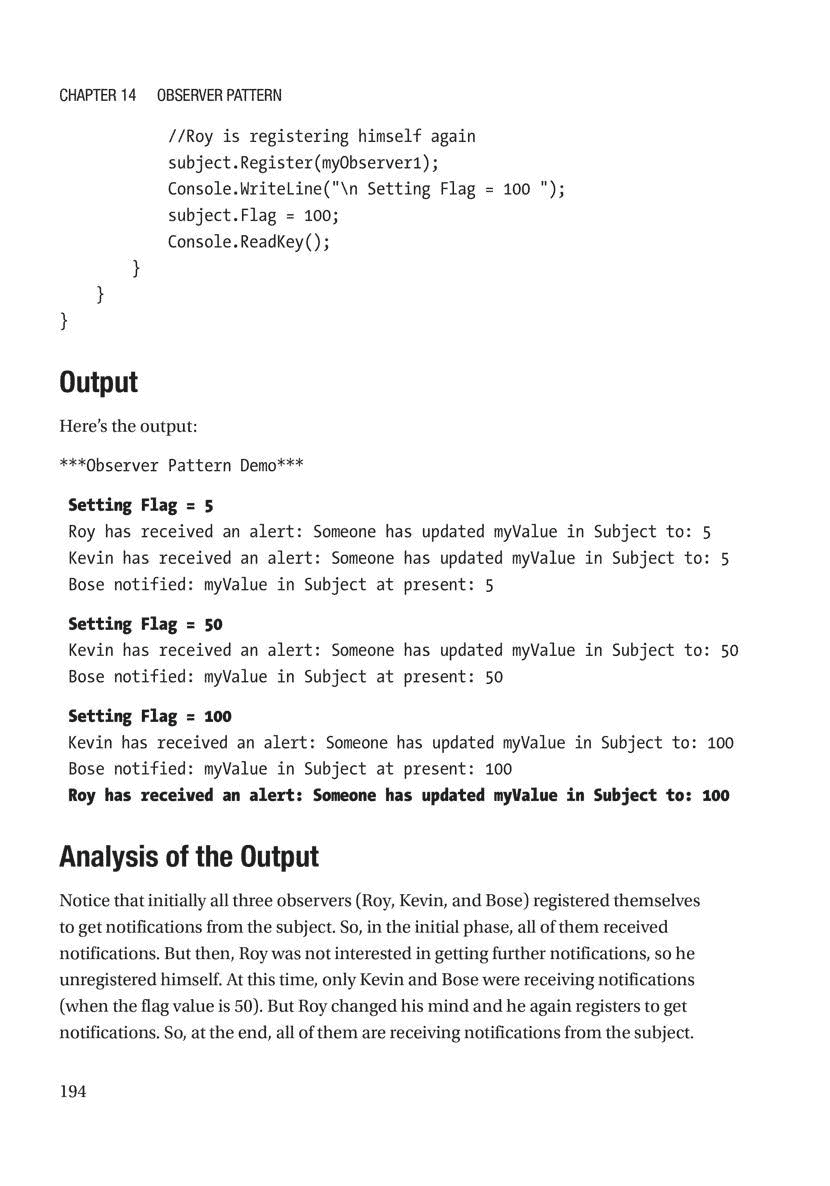 CHAPTER 14 OBSERVER PATTERN
//Roy is registering himself again
subject.Register(myObserver1);
Console.WriteLine("\n Setting Flag = 100 ");
subject.Flag = 100;
Console.ReadKey();
}
}
}
Output
Here’s the output:
***Observer Pattern Demo***
Setting Flag = 5
Roy has received an alert: Someone has updated myValue in Subject to: 5
Kevin has received an alert: Someone has updated myValue in Subject to: 5
Bose notified: myValue in Subject at present: 5
Setting Flag = 50
Kevin has received an alert: Someone has updated myValue in Subject to: 50
Bose notified: myValue in Subject at present: 50
Setting Flag = 100
Kevin has received an alert: Someone has updated myValue in Subject to: 100
Bose notified: myValue in Subject at present: 100
Roy has received an alert: Someone has updated myValue in Subject to: 100
Analysis of the Output
Notice that initially all three observers (Roy, Kevin, and Bose) registered themselves
to get notifications from the subject. So, in the initial phase, all of them received
notifications. But then, Roy was not interested in getting further notifications, so he
unregistered himself. At this time, only Kevin and Bose were receiving notifications
(when the flag value is 50). But Roy changed his mind and he again registers to get
notifications. So, at the end, all of them are receiving notifications from the subject.
194